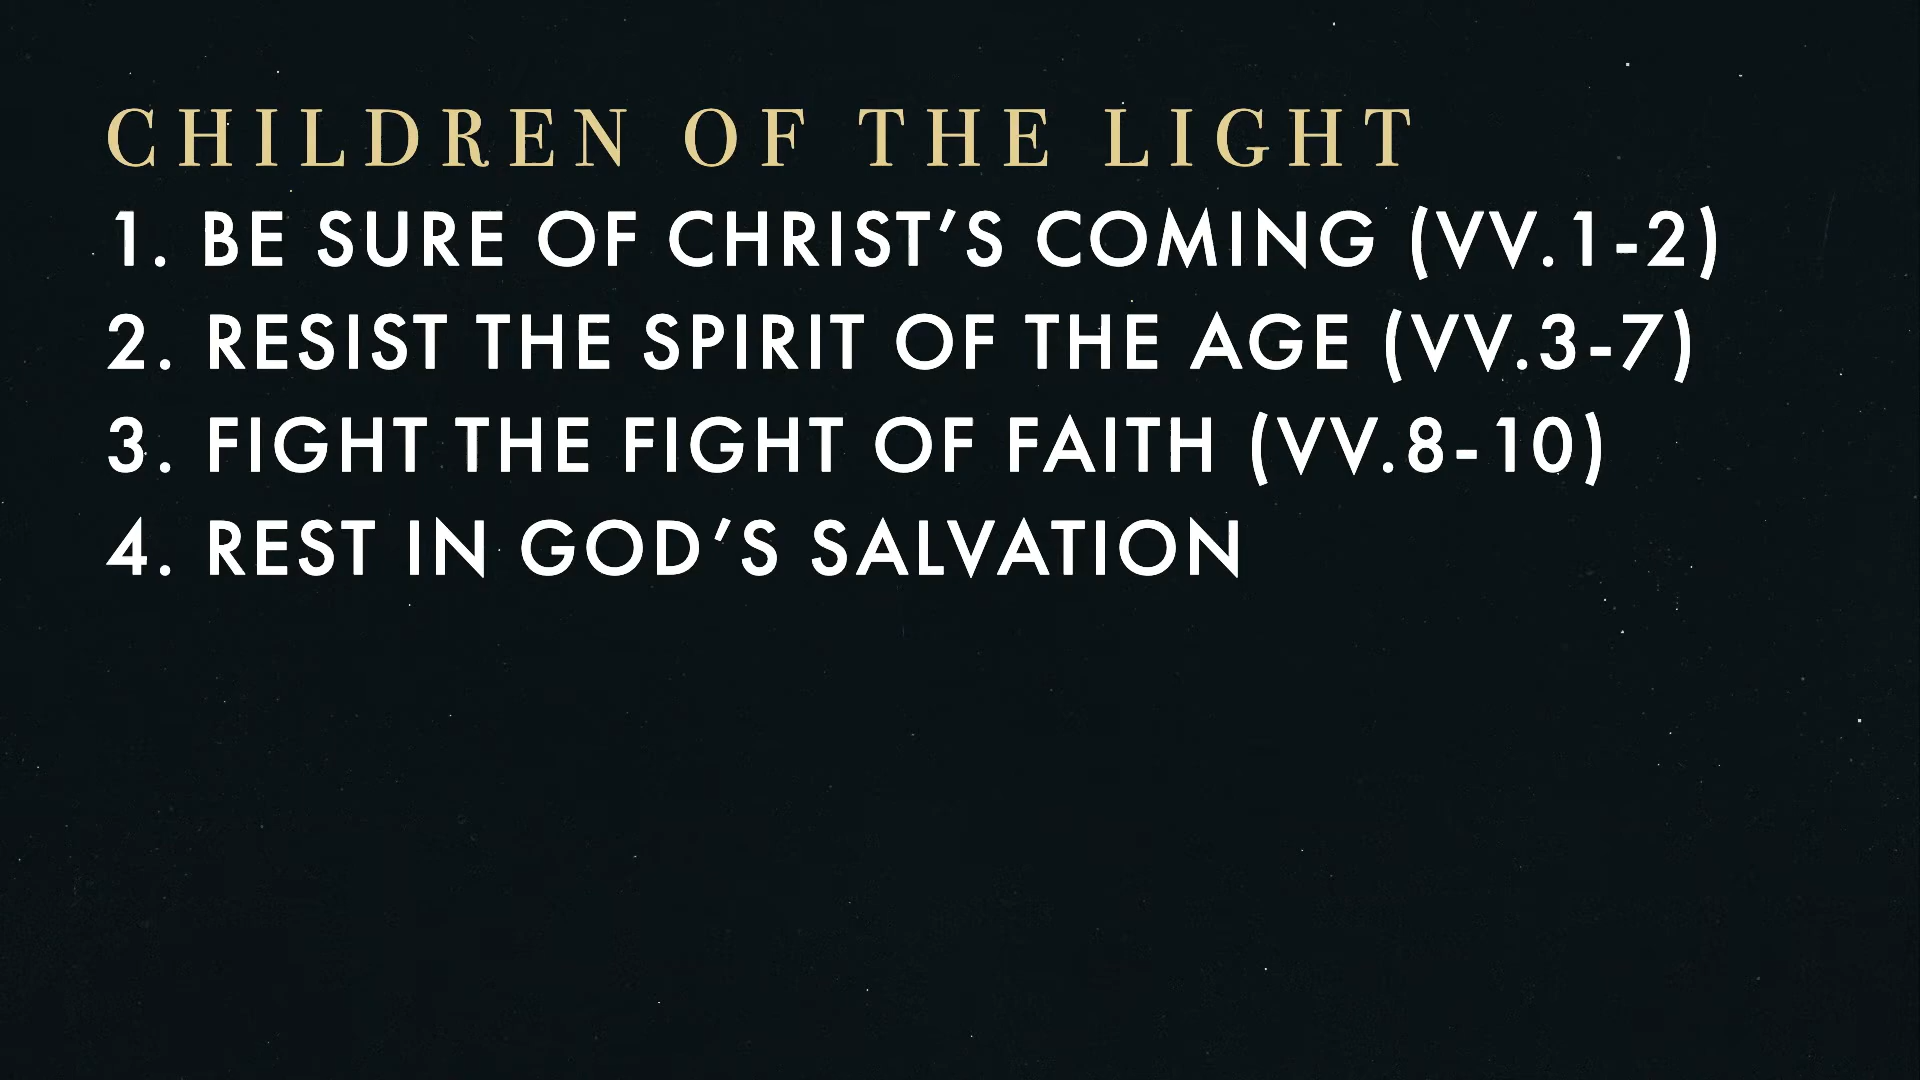 CHILDREN OF THE LIGHT
1. BE SURE OF CHRIST’S COMING (VV.1-2)
2. RESIST THE SPIRIT OF THE AGE (VV.3-7)
3. FIGHT THE FIGHT OF FAITH (VV.8-10)
4. REST IN GOD’S SALVATION